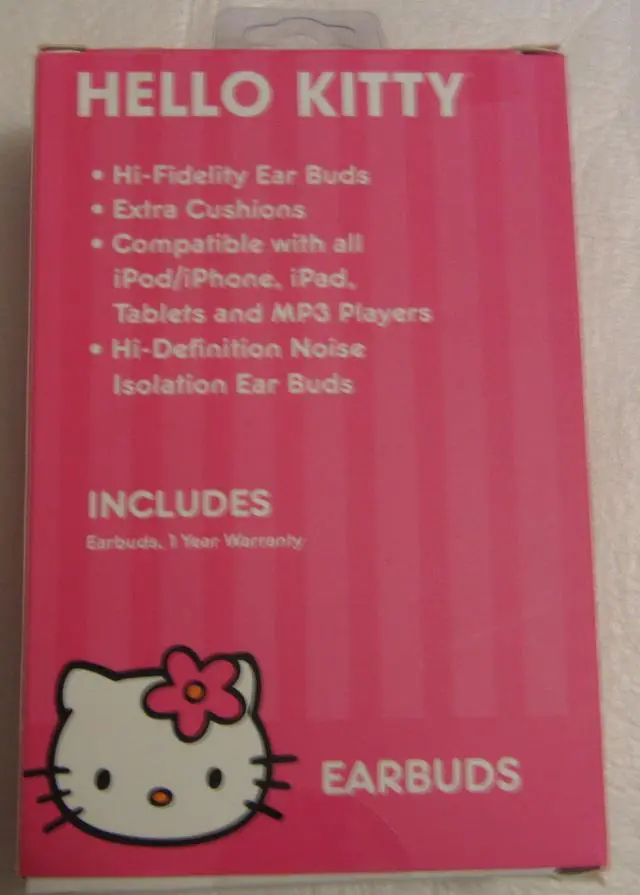 HELLO KITTY
• Hi-Fidelity Ear Buds
• Extra Cushions
• Compatible with all
iPod/iPhone, iPad,
Tablets and MP3 Players
• Hi-Definition Noise
Isolation Ear Buds
INCLUDES
Earbuds, 1 Year Warranty
EARBUDS